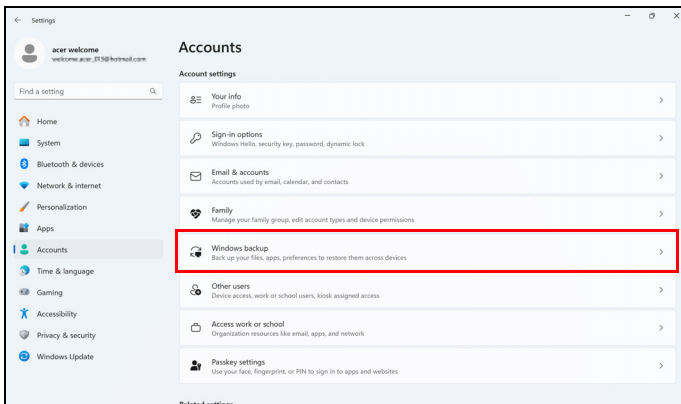 Settings
acer welcome
Accounts
Account settings
Find a setting
Your info
Profile photo
Home
Sign-in options
Windows Hello, security key, password, dynamic lock
System
Bluetooth & devices
Email & accounts
Accounts used by email, calendar, and contacts
Network & internet
Personalization
Family
Manage your family group, edit account types and device permissions
Apps
Accounts
Windows backup
Back up your files, apps, preferences to restore them across devices
Time & language
Other users
Device access, work or school users, kiosk assigned access
Gaming
Accessibility
Access work or school
Organization resources like email, apps, and network
Privacy & security
Windows Update
Passkey settings
Use your face, fingerprint, or PIN to sign in to apps and websites
Related settings